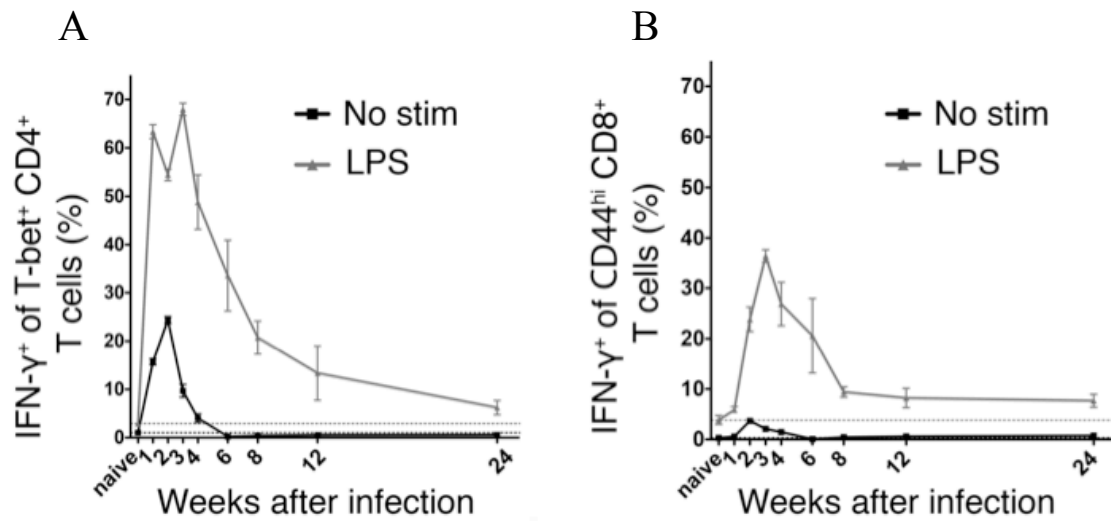 A
IFN-γ⁺ of T-bet⁺ CD4⁺
T cells (%)
70
60
50
40
30
20
10
0
No stim
LPS
naive 1 2 3 4 6 8 12 24
Weeks after infection
B
IFN-γ⁺ of CD44ʰⁱ CD8⁺
T cells (%)
70
60
50
40
30
20
10
0
No stim
LPS
naive 1 2 3 4 6 8 12 24
Weeks after infection